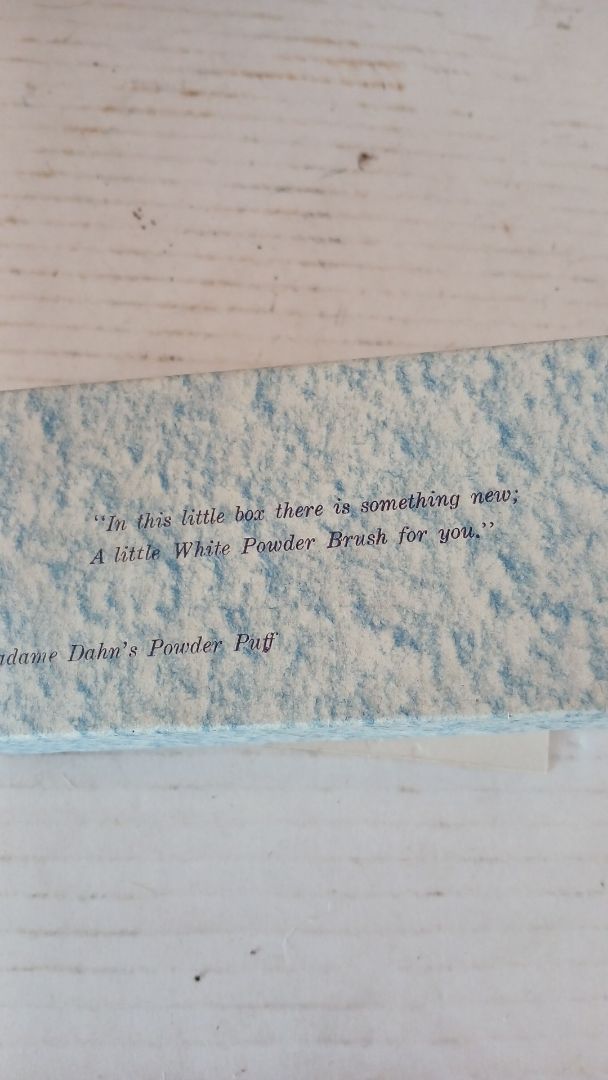 “In this little box there is something new;
A little White Powder Brush for you.”
adame Dahn's Powder Puff